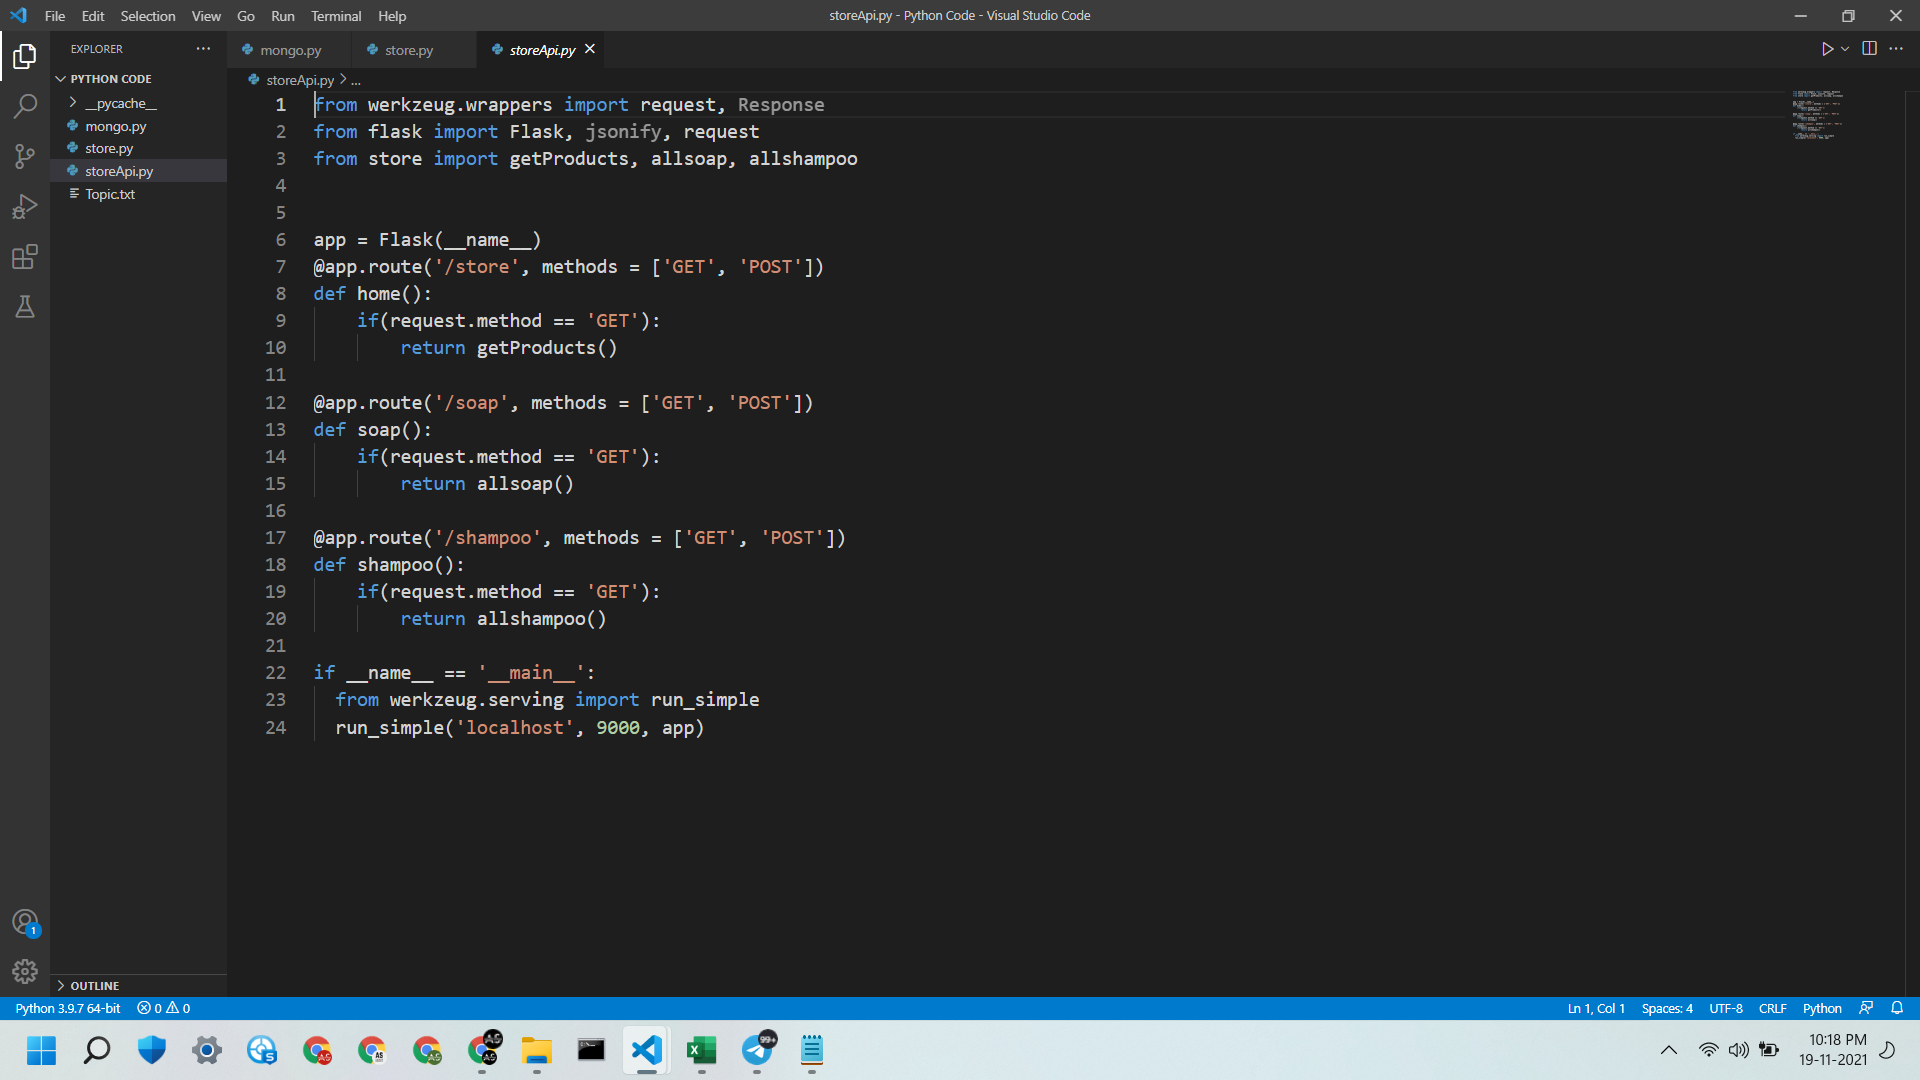 File Edit Selection View Go Run Terminal Help
storeApi.py - Python Code - Visual Studio Code
EXPLORER
mongo.py
store.py
storeApi.py
PYTHON CODE
__pycache__
mongo.py
store.py
storeApi.py
Topic.txt
storeApi.py > ...
1 from werkzeug.wrappers import request, Response
2 from flask import Flask, jsonify, request
3 from store import getProducts, allsoap, allshampoo
4
5
6 app = Flask(__name__)
7 @app.route('/store', methods = ['GET', 'POST'])
8 def home():
9 if(request.method == 'GET'):
10 return getProducts()
11
12 @app.route('/soap', methods = ['GET', 'POST'])
13 def soap():
14 if(request.method == 'GET'):
15 return allsoap()
16
17 @app.route('/shampoo', methods = ['GET', 'POST'])
18 def shampoo():
19 if(request.method == 'GET'):
20 return allshampoo()
21
22 if __name__ == '__main__':
23 from werkzeug.serving import run_simple
24 run_simple('localhost', 9000, app)
1
OUTLINE
Python 3.9.7 64-bit 0 0
Ln 1, Col 1 Spaces: 4 UTF-8 CRLF Python
99+
10:18 PM
19-11-2021